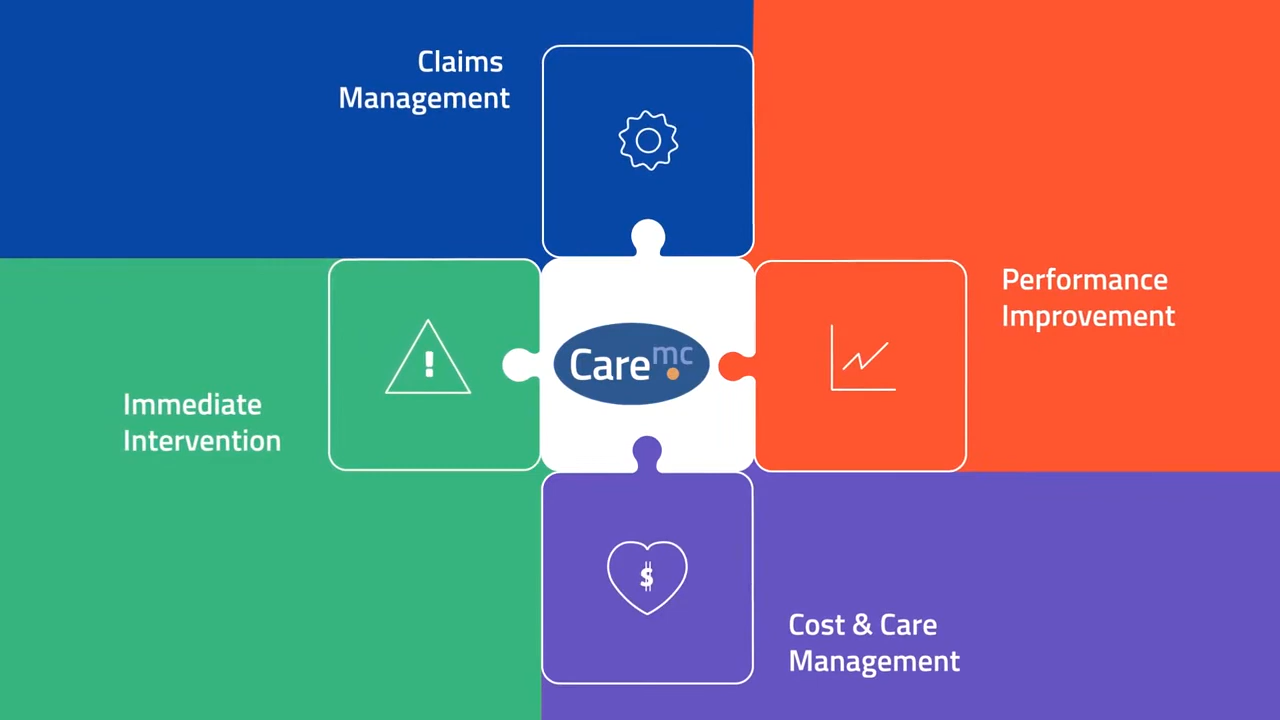 Claims
Management
Performance
Improvement
Care mc
Immediate
Intervention
$
Cost & Care
Management